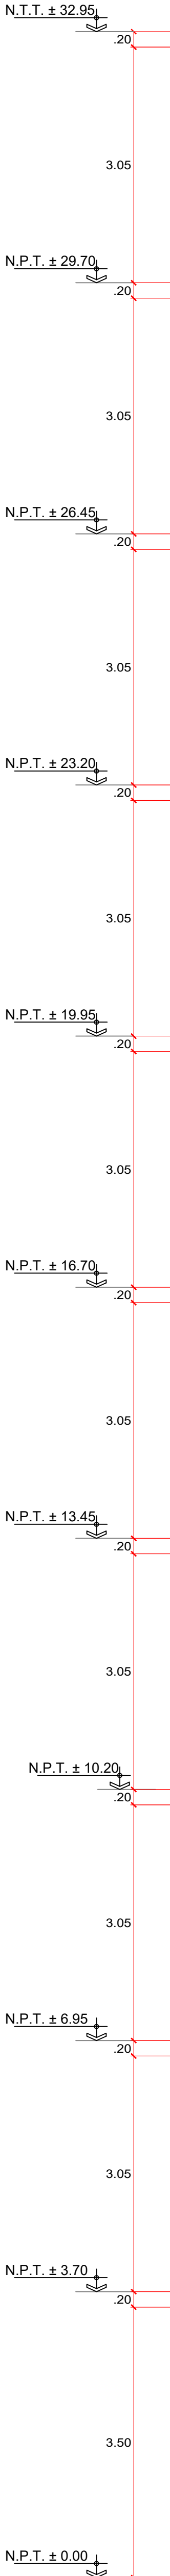 N.T.T. ± 32.95
.20
3.05
N.P.T. ± 29.70
.20
3.05
N.P.T. ± 26.45
.20
3.05
N.P.T. ± 23.20
.20
3.05
N.P.T. ± 19.95
.20
3.05
N.P.T. ± 16.70
.20
3.05
N.P.T. ± 13.45
.20
3.05
N.P.T. ± 10.20
.20
3.05
N.P.T. ± 6.95
.20
3.05
N.P.T. ± 3.70
.20
3.50
N.P.T. ± 0.00